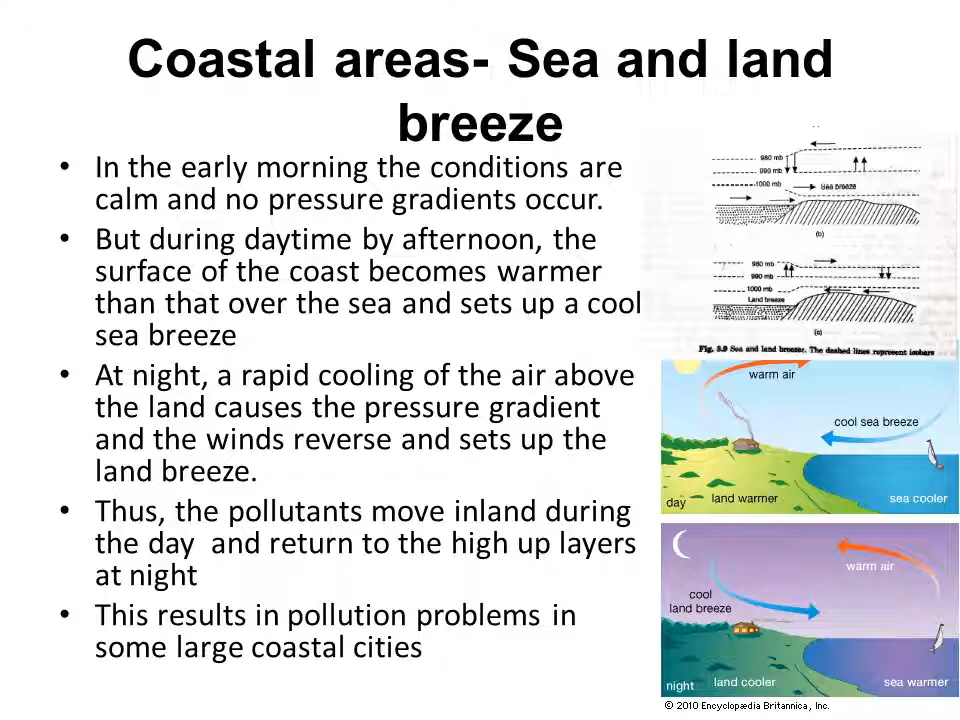 Coastal areas- Sea and land
breeze
• In the early morning the conditions are
calm and no pressure gradients occur.
• But during daytime by afternoon, the
surface of the coast becomes warmer
than that over the sea and sets up a cool
sea breeze
• At night, a rapid cooling of the air above
the land causes the pressure gradient
and the winds reverse and sets up the
land breeze.
• Thus, the pollutants move inland during
the day  and return to the high up layers
at night
• This results in pollution problems in
some large coastal cities
980 mb
990 mb
1000 mb
Sea breeze
(b)
980 mb
990 mb
1000 mb
Land breeze
(c)
Fig. 3.9 Sea and land breezes. The dashed lines represent isobars
warm air
cool sea breeze
day
land warmer
sea cooler
warm air
cool
land breeze
night
land cooler
sea warmer
© 2010 Encyclopædia Britannica, Inc.